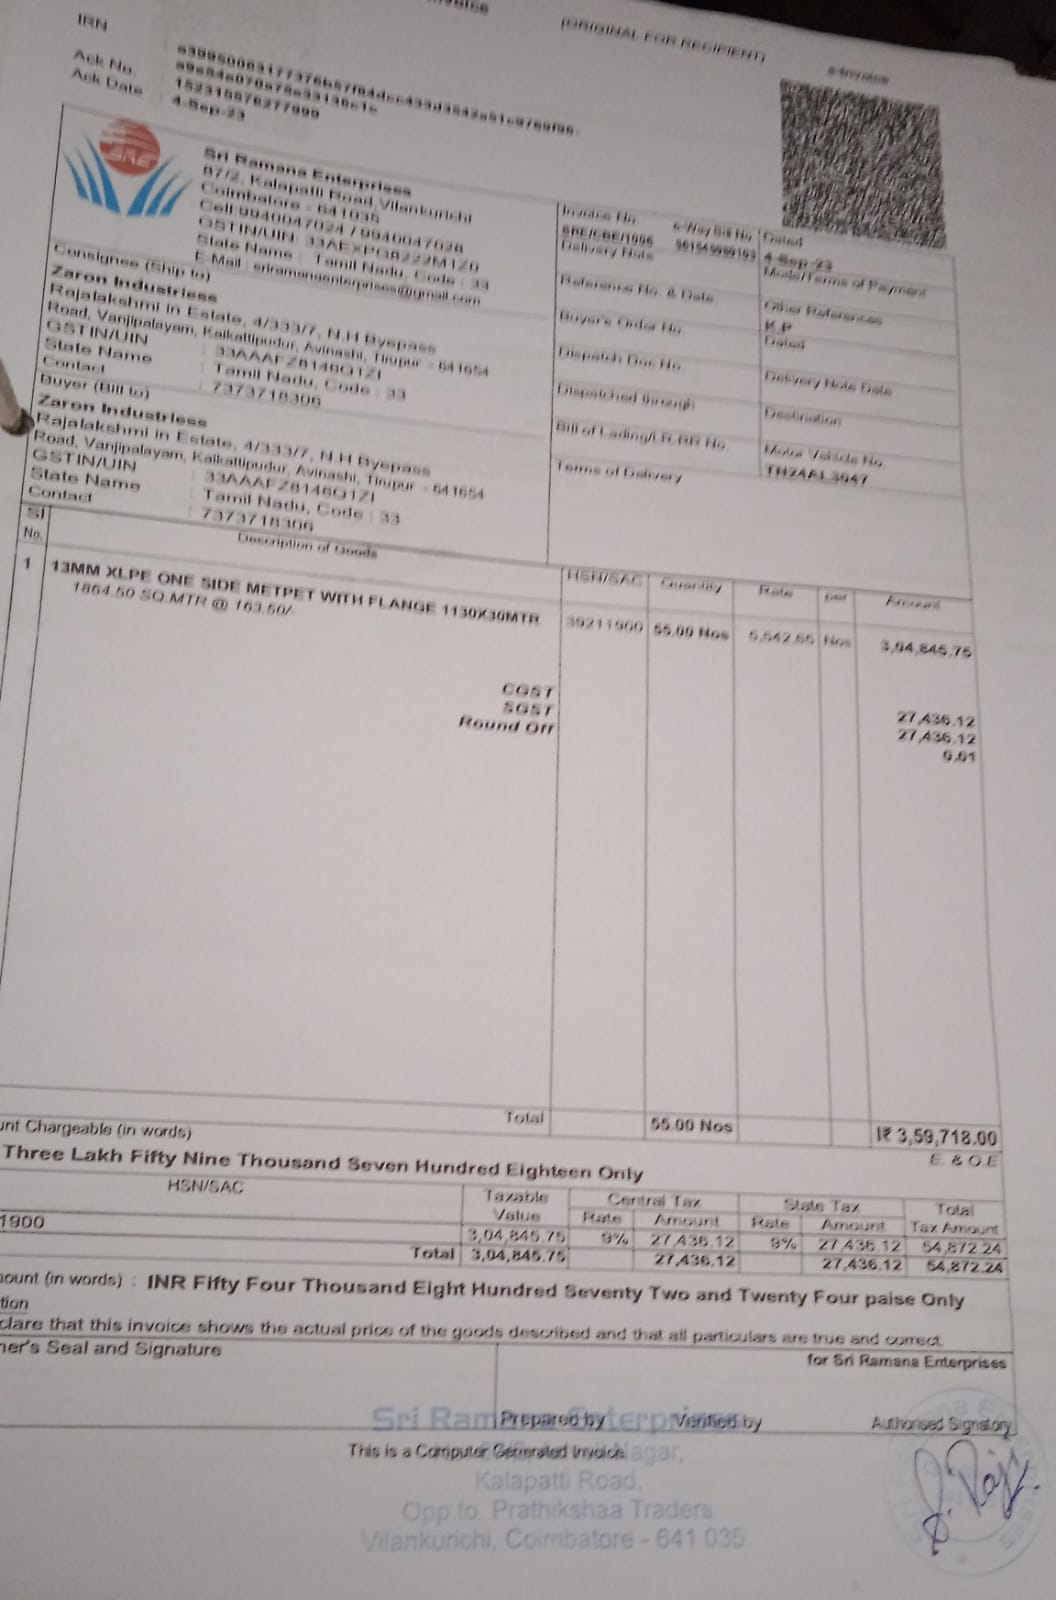 (ORIGINAL FOR RECIPIENT)
e-Invoice
IRN
Ack No. 152315576277999
Ack Date 4-Sep-23
SRE
Sri Ramana Enterprises
87/2, Kalapatti Road, Vilankurichi
Coimbatore - 641035
Cell 9940047024 / 9940047028
GSTIN/UIN: 33AEXPG8222M1Z0
State Name : Tamil Nadu, Code : 33
E-Mail : sriramanaenterprises@gmail.com
Invoice No. e-Way Bill No. Dated
SRE/CBE/1006 4-Sep-23
Delivery Note Mode/Terms of Payment
Reference No. & Date. Other References
K.P
Buyer's Order No. Dated
Dispatch Doc No. Delivery Note Date
Dispatched through Destination
Bill of Lading/LR-RR No. Motor Vehicle No.
TN24AL3047
Terms of Delivery
Consignee (Ship to)
Zaron Industriess
Rajalakshmi in Estate, 4/333/7, N.H Byepass
Road, Vanjipalayam, Kaikattipudur, Avinashi, Tirupur - 641654
GSTIN/UIN : 33AAAFZ8146Q1ZI
State Name : Tamil Nadu, Code : 33
Contact : 7373718306
Buyer (Bill to)
Zaron Industriess
Rajalakshmi in Estate, 4/333/7, N.H Byepass
Road, Vanjipalayam, Kaikattipudur, Avinashi, Tirupur - 641654
GSTIN/UIN : 33AAAFZ8146Q1ZI
State Name : Tamil Nadu, Code : 33
Contact : 7373718306
Sl No. Description of Goods HSN/SAC Quantity Rate per Amount
1 13MM XLPE ONE SIDE METPET WITH FLANGE 1130X30MTR 39211900 55.00 Nos 5,542.65 Nos 3,04,845.75
1864.50 SQ.MTR @ 163.50/-
CGST 27,436.12
SGST 27,436.12
Round Off 0.01
Total 55.00 Nos ₹ 3,59,718.00
unt Chargeable (in words) E. & O.E
Three Lakh Fifty Nine Thousand Seven Hundred Eighteen Only
HSN/SAC Taxable Value Central Tax State Tax Total Tax Amount
Rate Amount Rate Amount
1900 3,04,845.75 9% 27,436.12 9% 27,436.12 54,872.24
Total 3,04,845.75 27,436.12 27,436.12 54,872.24
nount (in words) : INR Fifty Four Thousand Eight Hundred Seventy Two and Twenty Four paise Only
tion
clare that this invoice shows the actual price of the goods described and that all particulars are true and correct.
ner's Seal and Signature
for Sri Ramana Enterprises
Prepared by Verified by Authorised Signatory
This is a Computer Generated Invoice
Sri Ramana Enterprises
Nagar,
Kalapatti Road,
Opp.to. Prathikshaa Traders
Vilankurichi, Coimbatore - 641 035